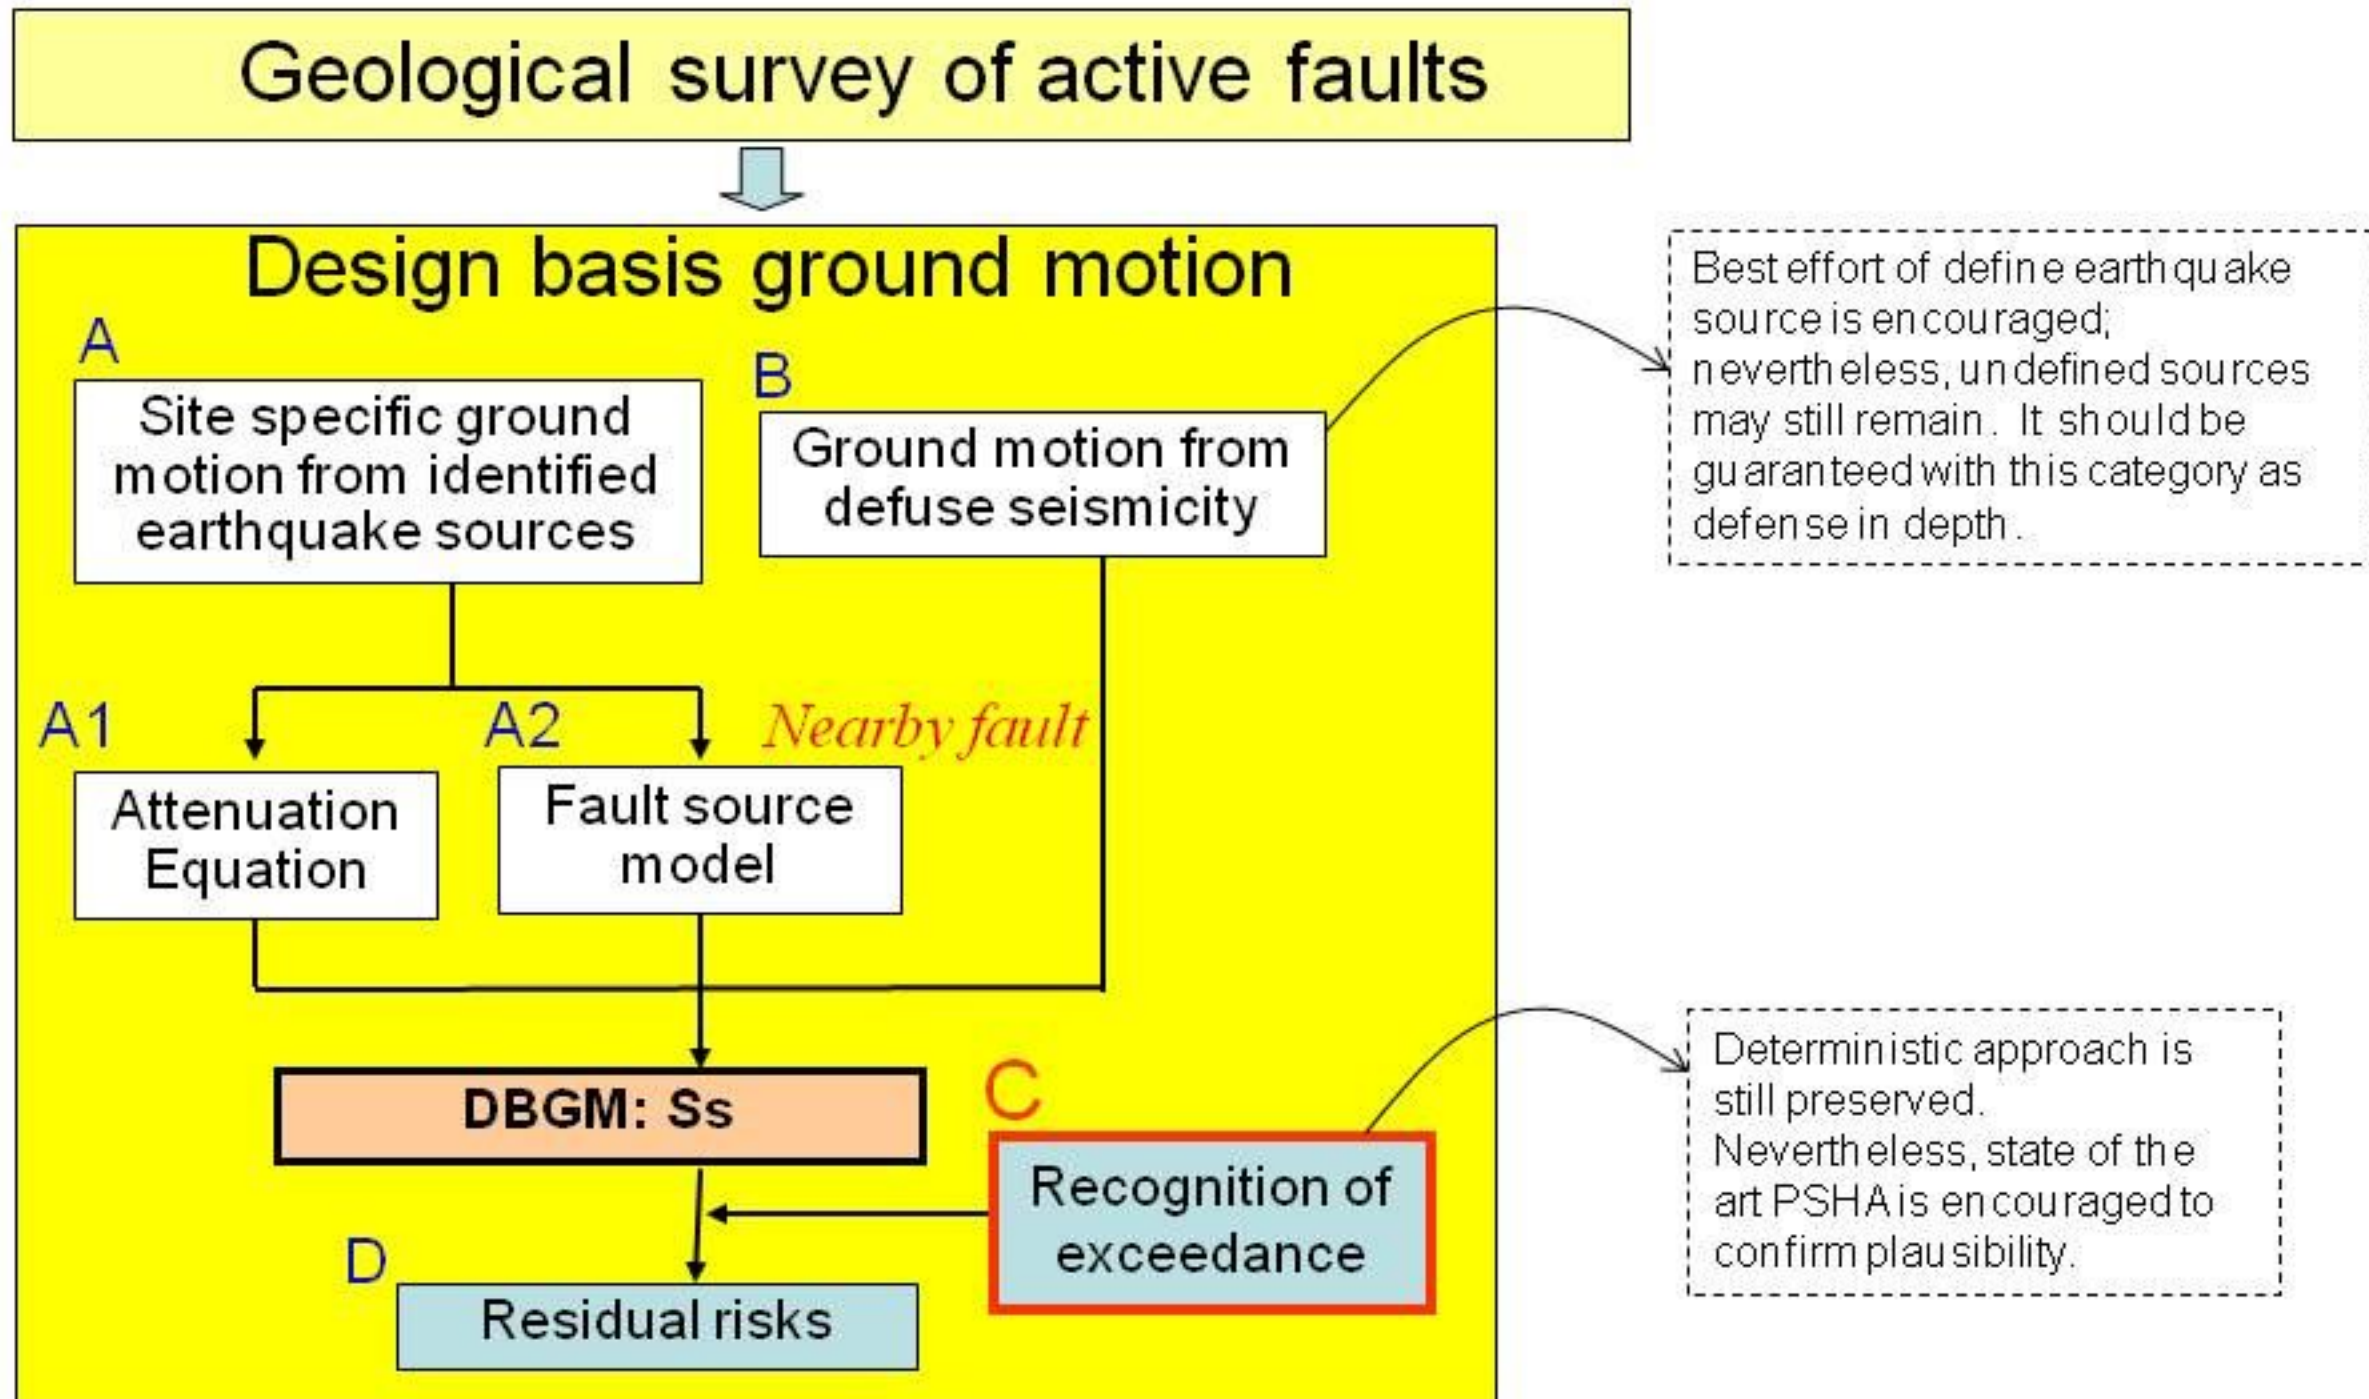 Geological survey of active faults
Design basis ground motion
A
Site specific ground
motion from identified
earthquake sources
B
Ground motion from
defuse seismicity
Best effort of define earthquake
source is encouraged;
nevertheless, undefined sources
may still remain. It should be
guaranteed with this category as
defense in depth.
A1
Attenuation
Equation
A2
Nearby fault
Fault source
model
DBGM: Ss
C
Recognition of
exceedance
Deterministic approach is
still preserved.
Nevertheless, state of the
art PSHA is encouraged to
confirm plausibility.
D
Residual risks